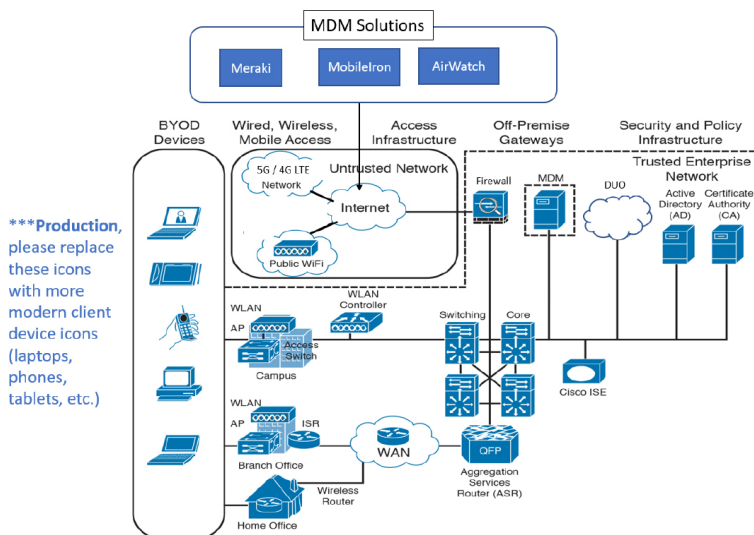 MDM Solutions
Meraki
MobileIron
AirWatch
BYOD
Devices
Wired, Wireless,
Mobile Access
Access
Infrastructure
Off-Premise
Gateways
Security and Policy
Infrastructure
Untrusted Network
Trusted Enterprise
Network
5G / 4G LTE
Network
Internet
Public WiFi
Firewall
MDM
DUO
Active
Directory
(AD)
Certificate
Authority
(CA)
***Production,
please replace
these icons
with more
modern client
device icons
(laptops,
phones,
tablets, etc.)
WLAN
AP
Access
Switch
Campus
WLAN
Controller
Switching
Core
Cisco ISE
WLAN
AP
ISR
Branch Office
WAN
QFP
Aggregation
Services
Router (ASR)
Wireless
Router
Home Office